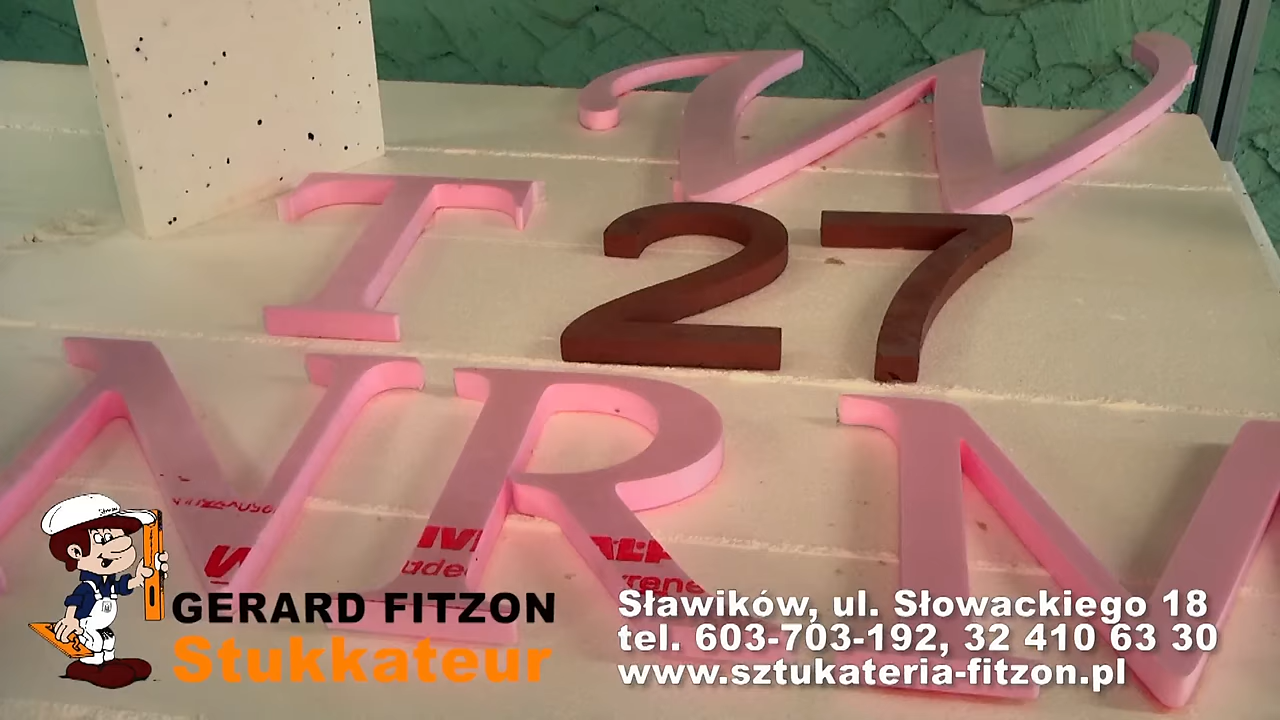 W
T
27
N R M
GERARD FITZON
Stukkateur
Sławików, ul. Słowackiego 18
tel. 603-703-192, 32 410 63 30
www.sztukateria-fitzon.pl